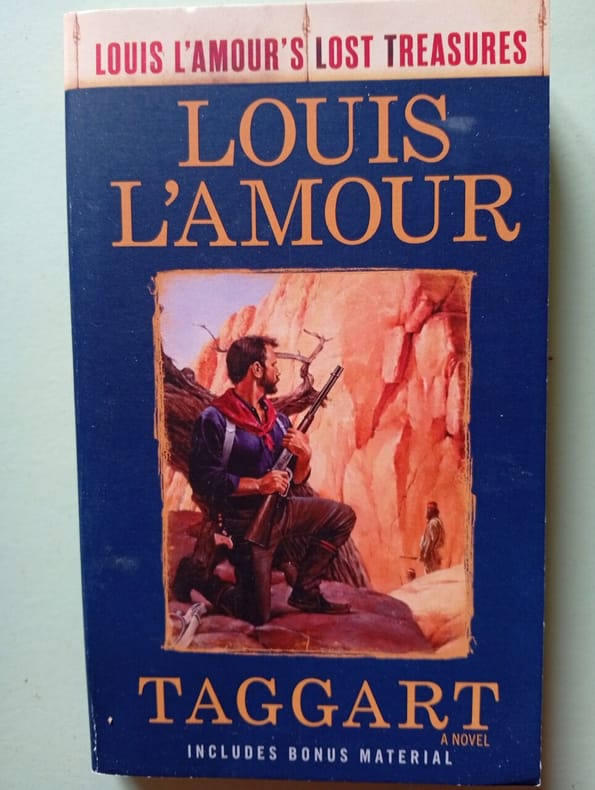 LOUIS L'AMOUR'S LOST TREASURES
LOUIS
L'AMOUR
TAGGART
A NOVEL
INCLUDES BONUS MATERIAL